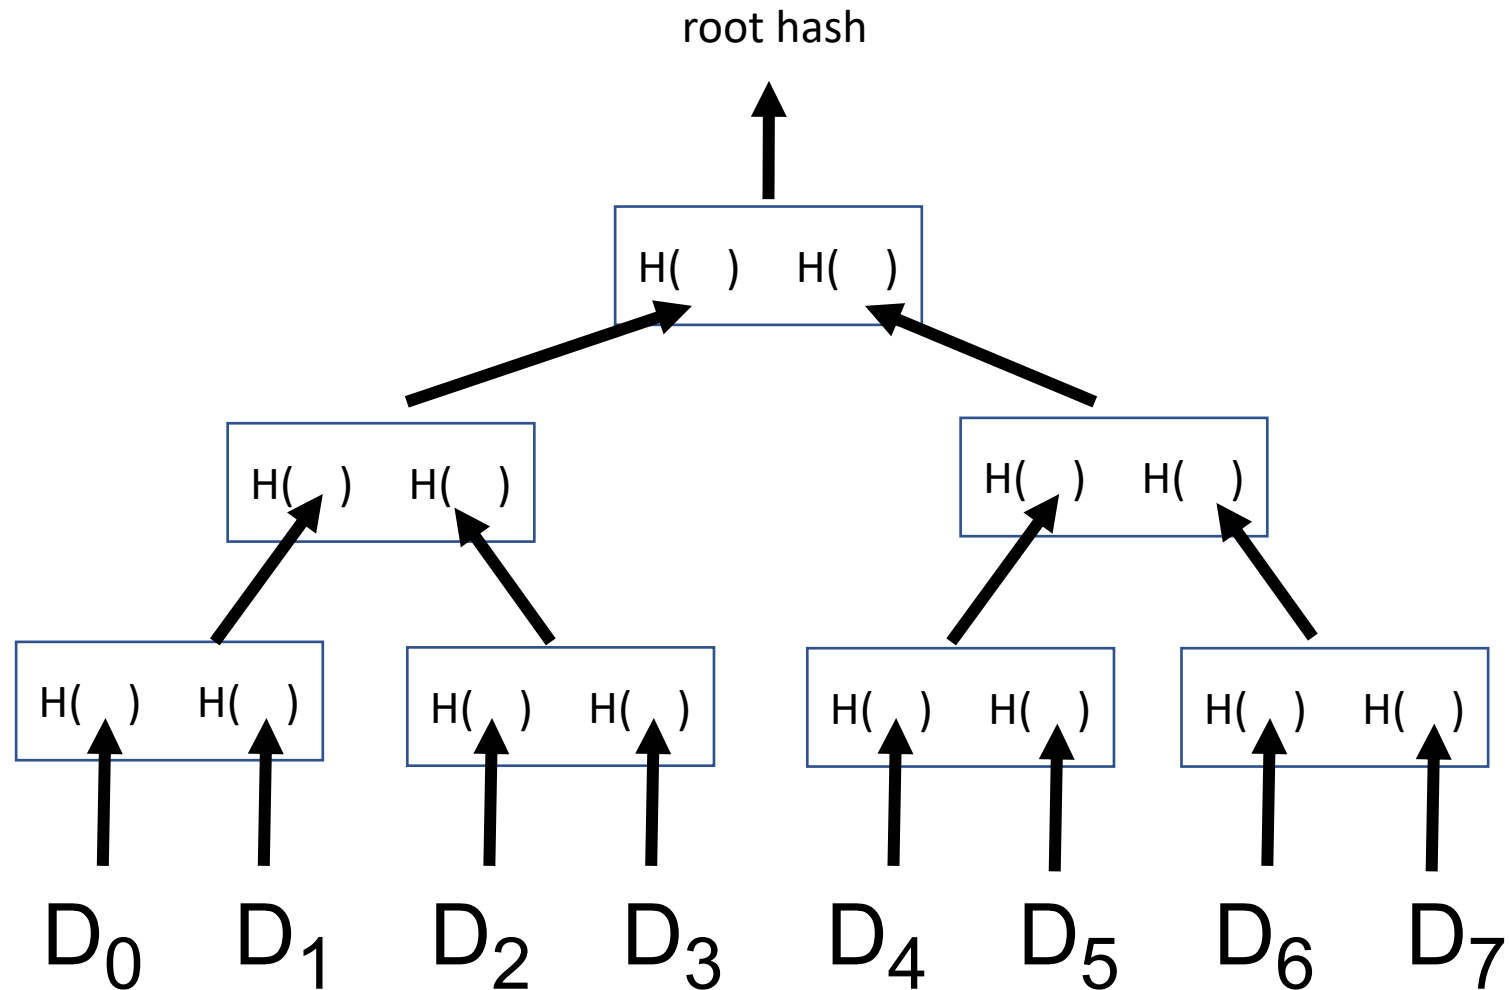 root hash
H( ) H( )
H( ) H( ) H( ) H( )
H( ) H( ) H( ) H( ) H( ) H( ) H( ) H( )
D₀ D₁ D₂ D₃ D₄ D₅ D₆ D₇